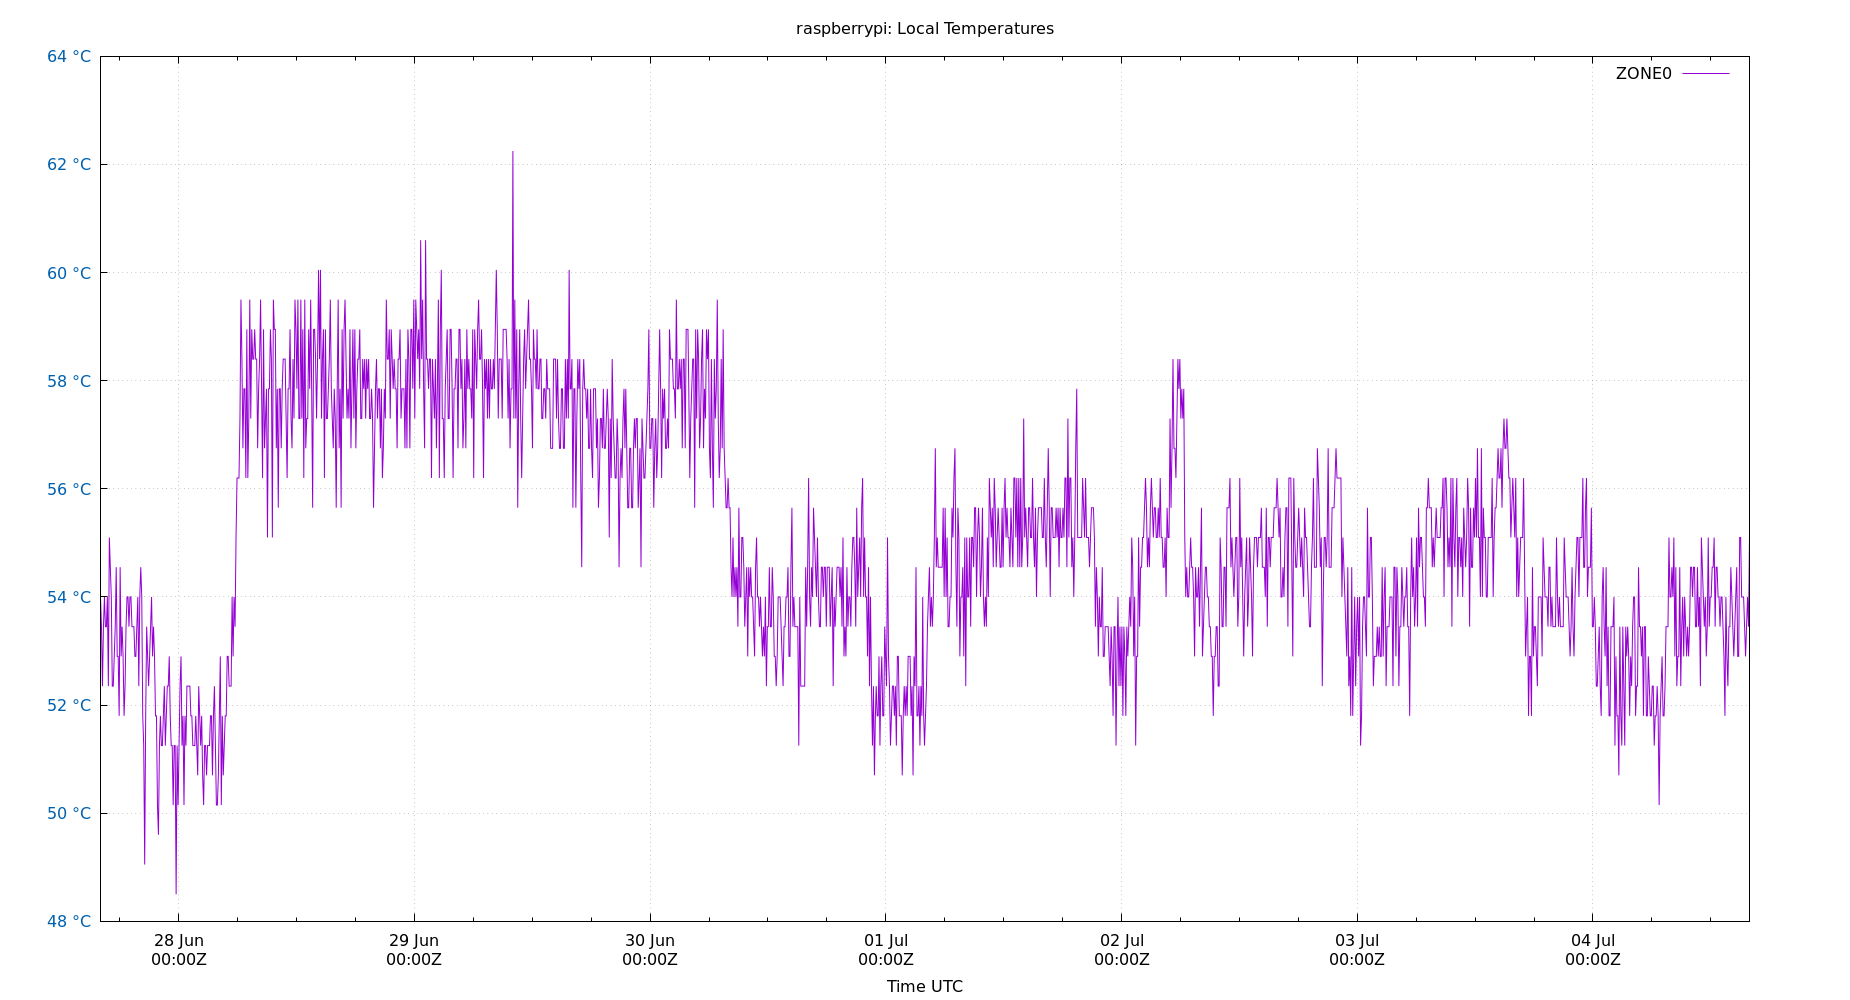 raspberrypi: Local Temperatures
64 °C
ZONE0
62 °C
60 °C
58 °C
56 °C
54 °C
52 °C
50 °C
48 °C
28 Jun 29 Jun 30 Jun 01 Jul 02 Jul 03 Jul 04 Jul
00:00Z 00:00Z 00:00Z 00:00Z 00:00Z 00:00Z 00:00Z
Time UTC